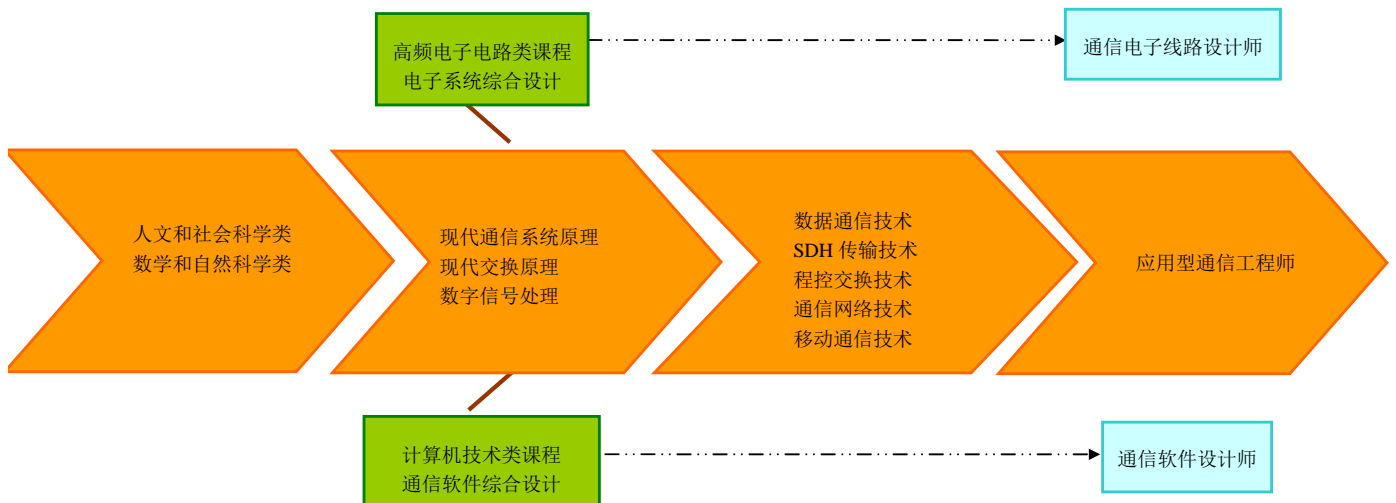 高频电子电路类课程
电子系统综合设计
通信电子线路设计师
人文和社会科学类
数学和自然科学类
现代通信系统原理
现代交换原理
数字信号处理
数据通信技术
SDH 传输技术
程控交换技术
通信网络技术
移动通信技术
应用型通信工程师
计算机技术类课程
通信软件综合设计
通信软件设计师